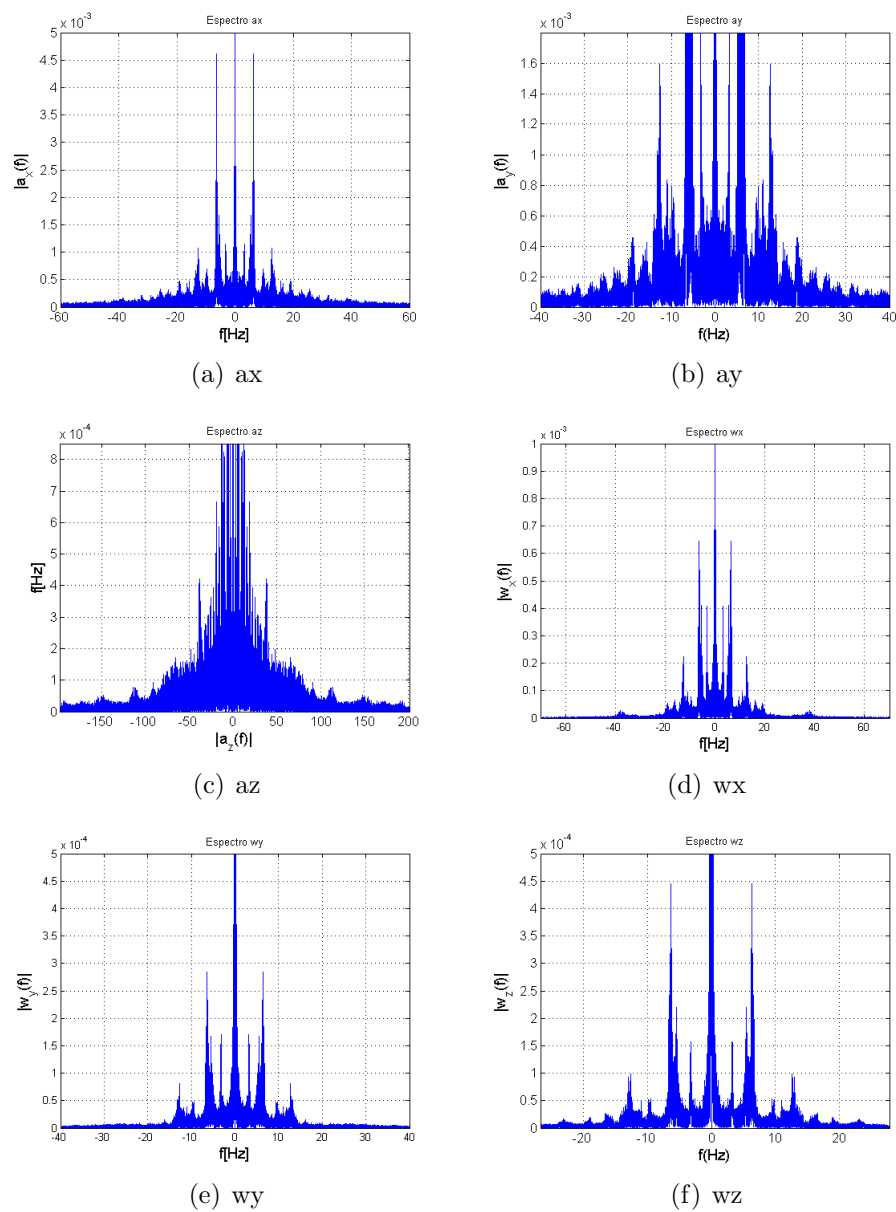 Espectro ax
x 10⁻³
5
4.5
4
3.5
3
2.5
2
1.5
1
0.5
0
|aₓ(f)|
-60 -40 -20 0 20 40 60
f[Hz]
(a) ax
Espectro ay
x 10⁻³
1.6
1.4
1.2
1
0.8
0.6
0.4
0.2
0
|a_y(f)|
-40 -30 -20 -10 0 10 20 30 40
f(Hz)
(b) ay
Espectro az
x 10⁻⁴
8
7
6
5
4
3
2
1
f[Hz]
-150 -100 -50 0 50 100 150 200
|a_z(f)|
(c) az
Espectro wx
x 10⁻³
1
0.9
0.8
0.7
0.6
0.5
0.4
0.3
0.2
0.1
0
|wₓ(f)|
-60 -40 -20 0 20 40 60
f[Hz]
(d) wx
Espectro wy
x 10⁻⁴
5
4.5
4
3.5
3
2.5
2
1.5
1
0.5
0
|w_y(f)|
-40 -30 -20 -10 0 10 20 30 40
f[Hz]
(e) wy
Espectro wz
x 10⁻⁴
5
4.5
4
3.5
3
2.5
2
1.5
1
0.5
0
|w_z(f)|
-20 -10 0 10 20
f(Hz)
(f) wz